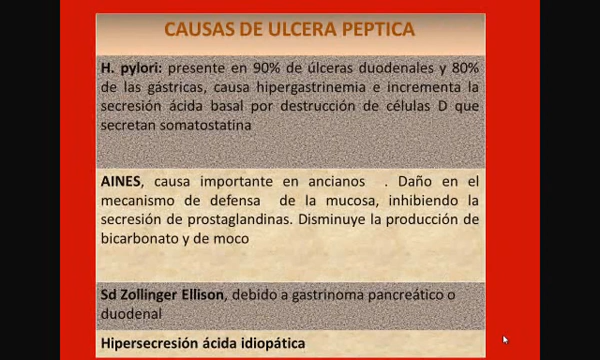 CAUSAS DE ULCERA PEPTICA
H. pylori: presente en 90% de úlceras duodenales y 80%
de las gástricas, causa hipergastrinemia e incrementa la
secresión ácida basal por destrucción de células D que
secretan somatostatina
AINES, causa importante en ancianos . Daño en el
mecanismo de defensa de la mucosa, inhibiendo la
secresión de prostaglandinas. Disminuye la producción de
bicarbonato y de moco
Sd Zollinger Ellison, debido a gastrinoma pancreático o
duodenal
Hipersecresión ácida idiopática